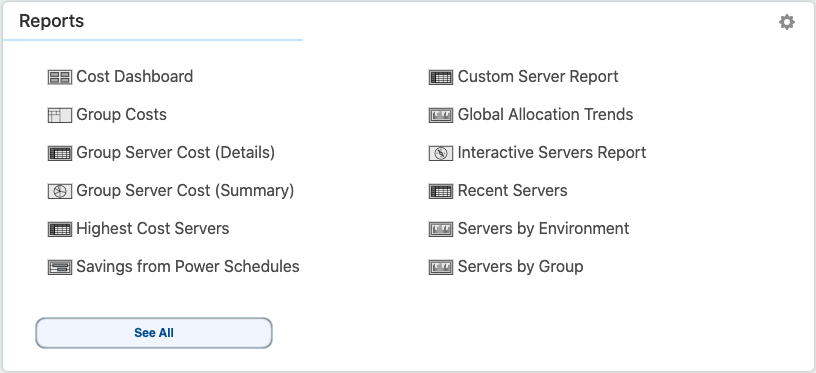 Reports
Cost Dashboard
Group Costs
Group Server Cost (Details)
Group Server Cost (Summary)
Highest Cost Servers
Savings from Power Schedules
Custom Server Report
Global Allocation Trends
Interactive Servers Report
Recent Servers
Servers by Environment
Servers by Group
See All